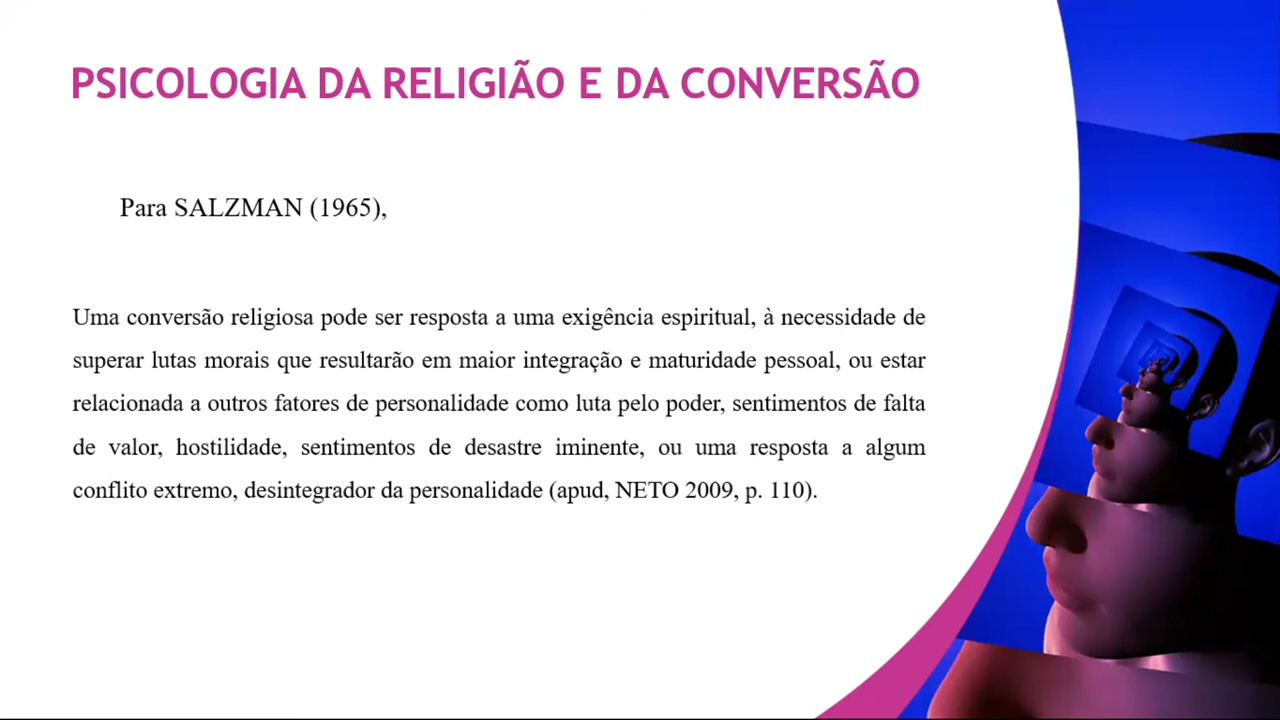 PSICOLOGIA DA RELIGIÃO E DA CONVERSÃO
Para SALZMAN (1965),
Uma conversão religiosa pode ser resposta a uma exigência espiritual, à necessidade de
superar lutas morais que resultarão em maior integração e maturidade pessoal, ou estar
relacionada a outros fatores de personalidade como luta pelo poder, sentimentos de falta
de valor, hostilidade, sentimentos de desastre iminente, ou uma resposta a algum
conflito extremo, desintegrador da personalidade (apud, NETO 2009, p. 110).